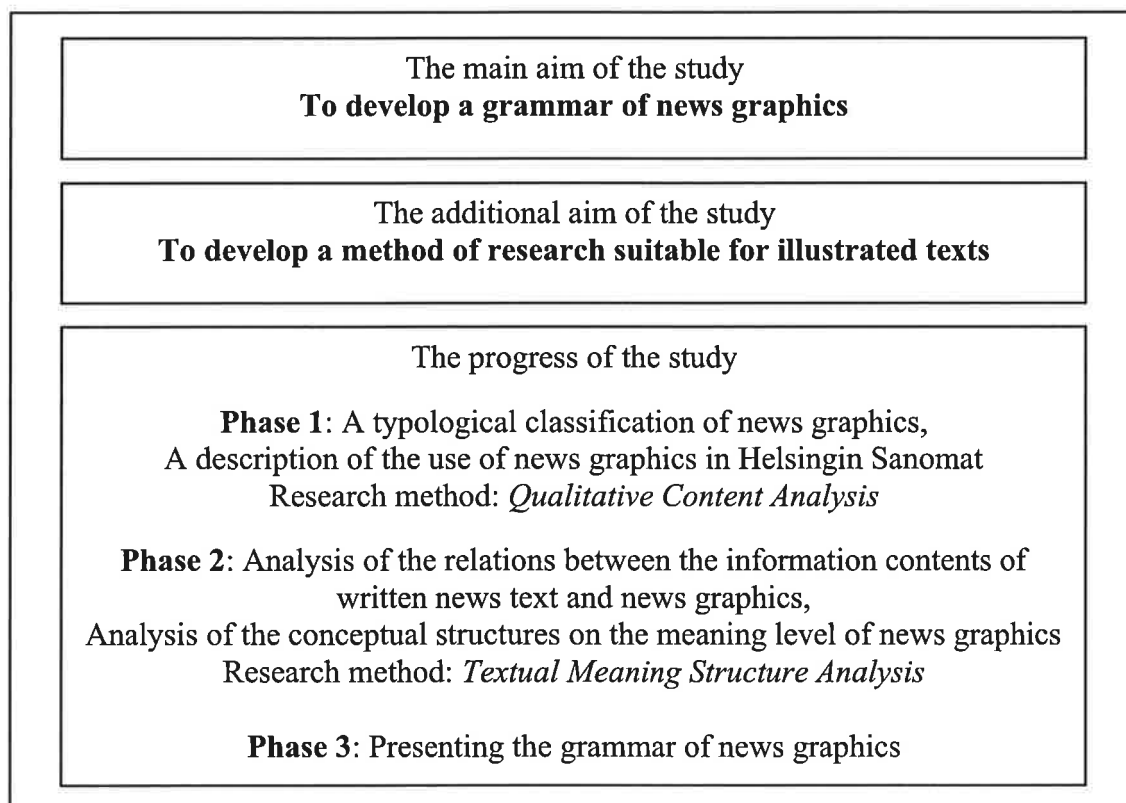 The main aim of the study
To develop a grammar of news graphics
The additional aim of the study
To develop a method of research suitable for illustrated texts
The progress of the study
Phase 1: A typological classification of news graphics,
A description of the use of news graphics in Helsingin Sanomat
Research method: Qualitative Content Analysis
Phase 2: Analysis of the relations between the information contents of
written news text and news graphics,
Analysis of the conceptual structures on the meaning level of news graphics
Research method: Textual Meaning Structure Analysis
Phase 3: Presenting the grammar of news graphics